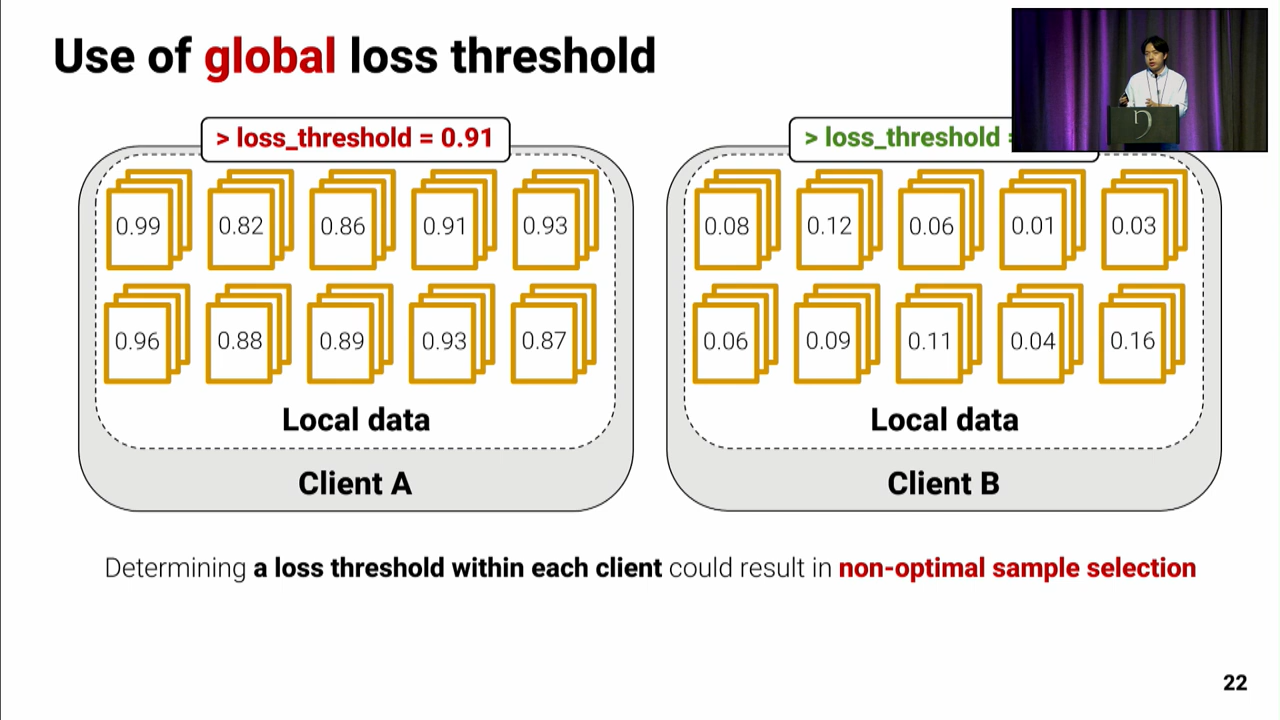 Use of global loss threshold
> loss_threshold = 0.91
> loss_threshold
0.99 0.82 0.86 0.91 0.93
0.96 0.88 0.89 0.93 0.87
Local data
Client A
0.08 0.12 0.06 0.01 0.03
0.06 0.09 0.11 0.04 0.16
Local data
Client B
Determining a loss threshold within each client could result in non-optimal sample selection
22